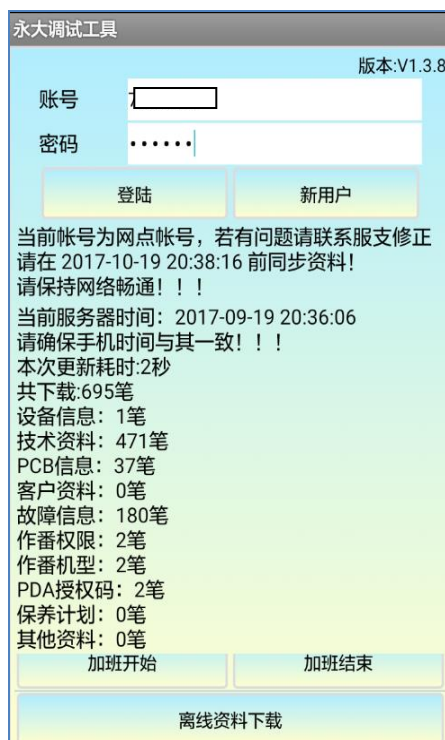 永大调试工具
版本:V1.3.8
账号
密码 ······
登陆 新用户
当前帐号为网点帐号，若有问题请联系服支修正
请在 2017-10-19 20:38:16 前同步资料！
请保持网络畅通！！！
当前服务器时间：2017-09-19 20:36:06
请确保手机时间与其一致！！！
本次更新耗时:2秒
共下载:695笔
设备信息：1笔
技术资料：471笔
PCB信息：37笔
客户资料：0笔
故障信息：180笔
作番权限：2笔
作番机型：2笔
PDA授权码：2笔
保养计划：0笔
其他资料：0笔
加班开始 加班结束
离线资料下载